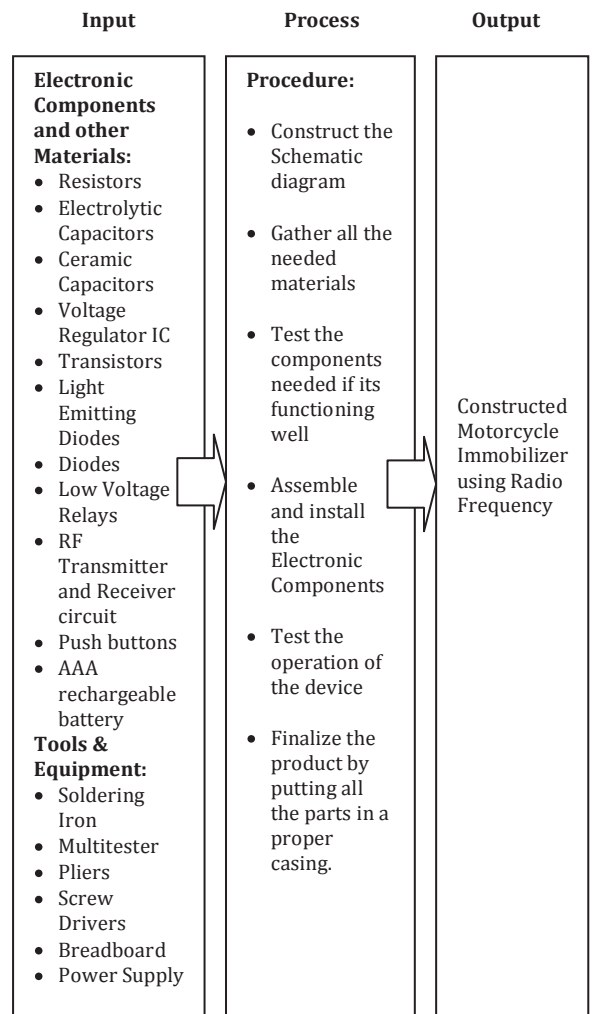 Input
Process
Output
Electronic
Components
and other
Materials:
• Resistors
• Electrolytic
Capacitors
• Ceramic
Capacitors
• Voltage
Regulator IC
• Transistors
• Light
Emitting
Diodes
• Diodes
• Low Voltage
Relays
• RF
Transmitter
and Receiver
circuit
• Push buttons
• AAA
rechargeable
battery
Tools &
Equipment:
• Soldering
Iron
• Multitester
• Pliers
• Screw
Drivers
• Breadboard
• Power Supply
Procedure:
• Construct the
Schematic
diagram
• Gather all the
needed
materials
• Test the
components
needed if its
functioning
well
• Assemble
and install
the
Electronic
Components
• Test the
operation of
the device
• Finalize the
product by
putting all
the parts in a
proper
casing.
Constructed
Motorcycle
Immobilizer
using Radio
Frequency